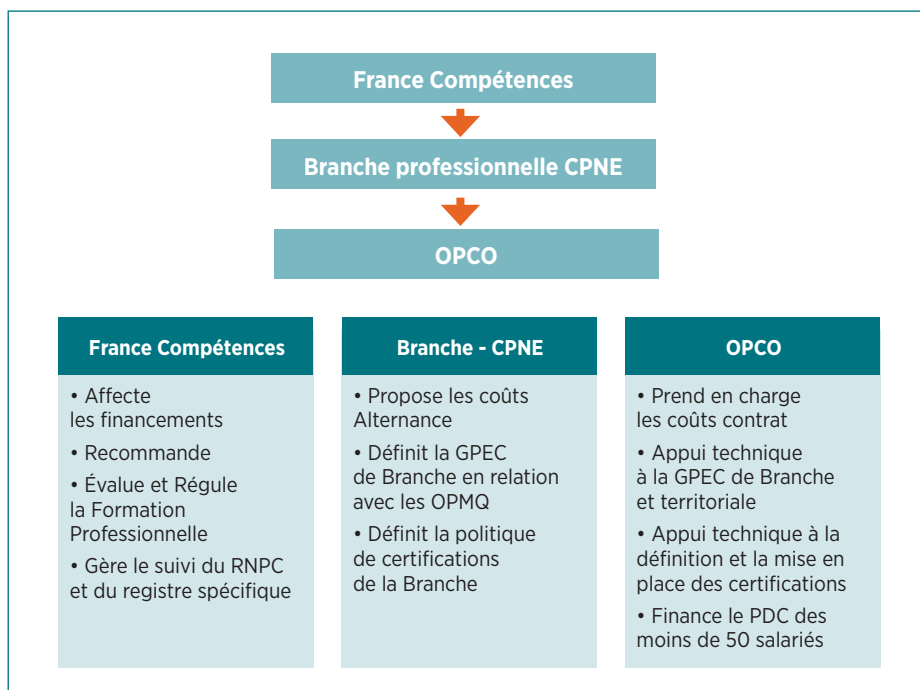 France Compétences
Branche professionnelle CPNE
OPCO
France Compétences
• Affecte
les financements
• Recommande
• Évalue et Régule
la Formation
Professionnelle
• Gère le suivi du RNPC
et du registre spécifique
Branche - CPNE
• Propose les coûts
Alternance
• Définit la GPEC
de Branche en relation
avec les OPMQ
• Définit la politique
de certifications
de la Branche
OPCO
• Prend en charge
les coûts contrat
• Appui technique
à la GPEC de Branche
et territoriale
• Appui technique à la
définition et la mise en
place des certifications
• Finance le PDC des
moins de 50 salariés